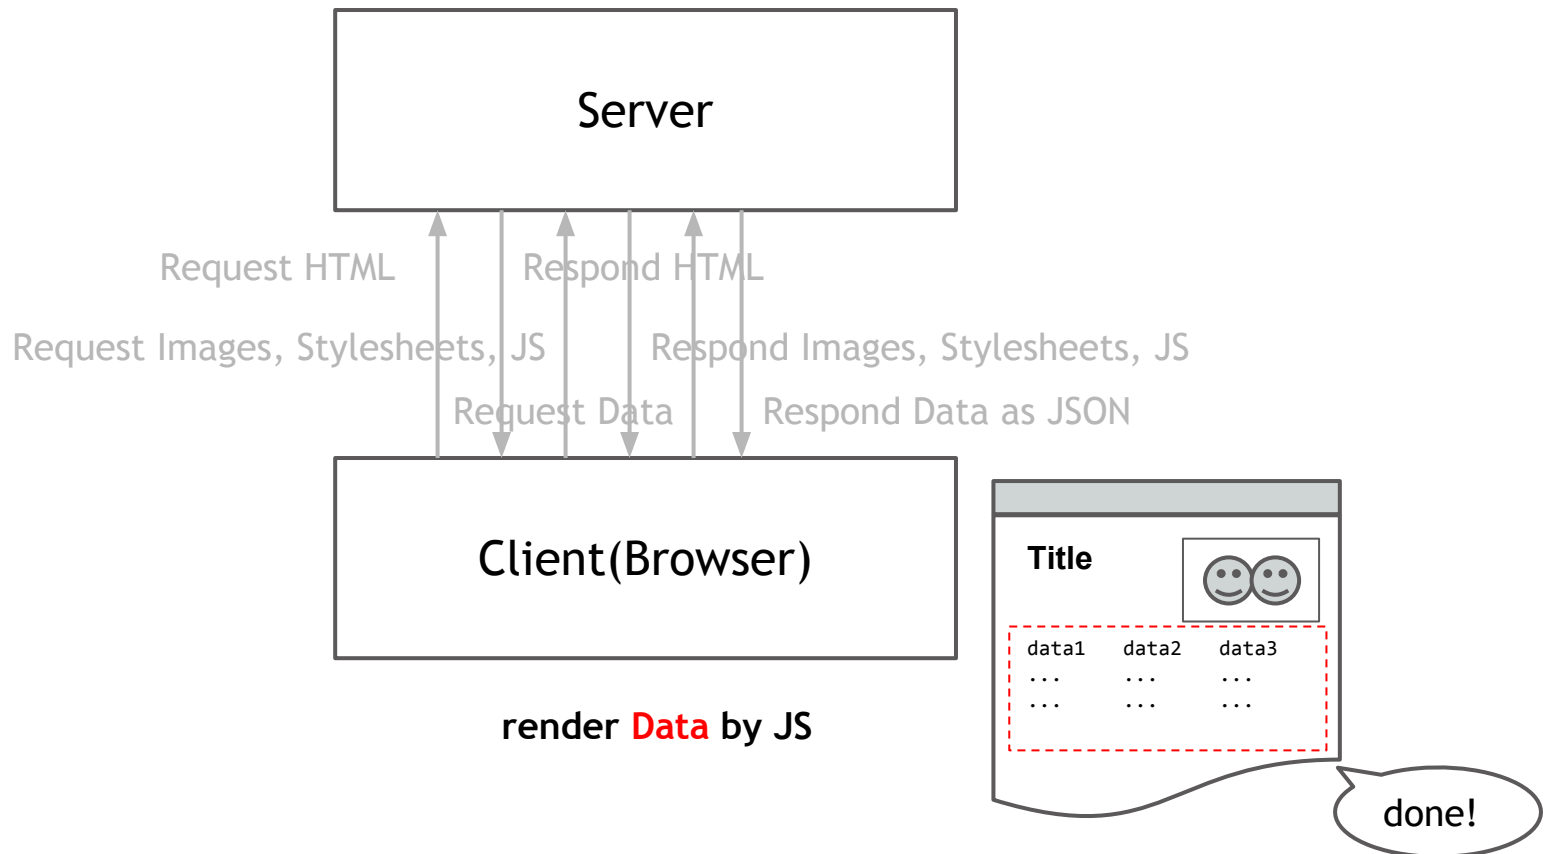 Server
Request HTML
Respond HTML
Request Images, Stylesheets, JS
Respond Images, Stylesheets, JS
Request Data
Respond Data as JSON
Client(Browser)
Title
data1 data2 data3
... ... ...
... ... ...
render Data by JS
done!